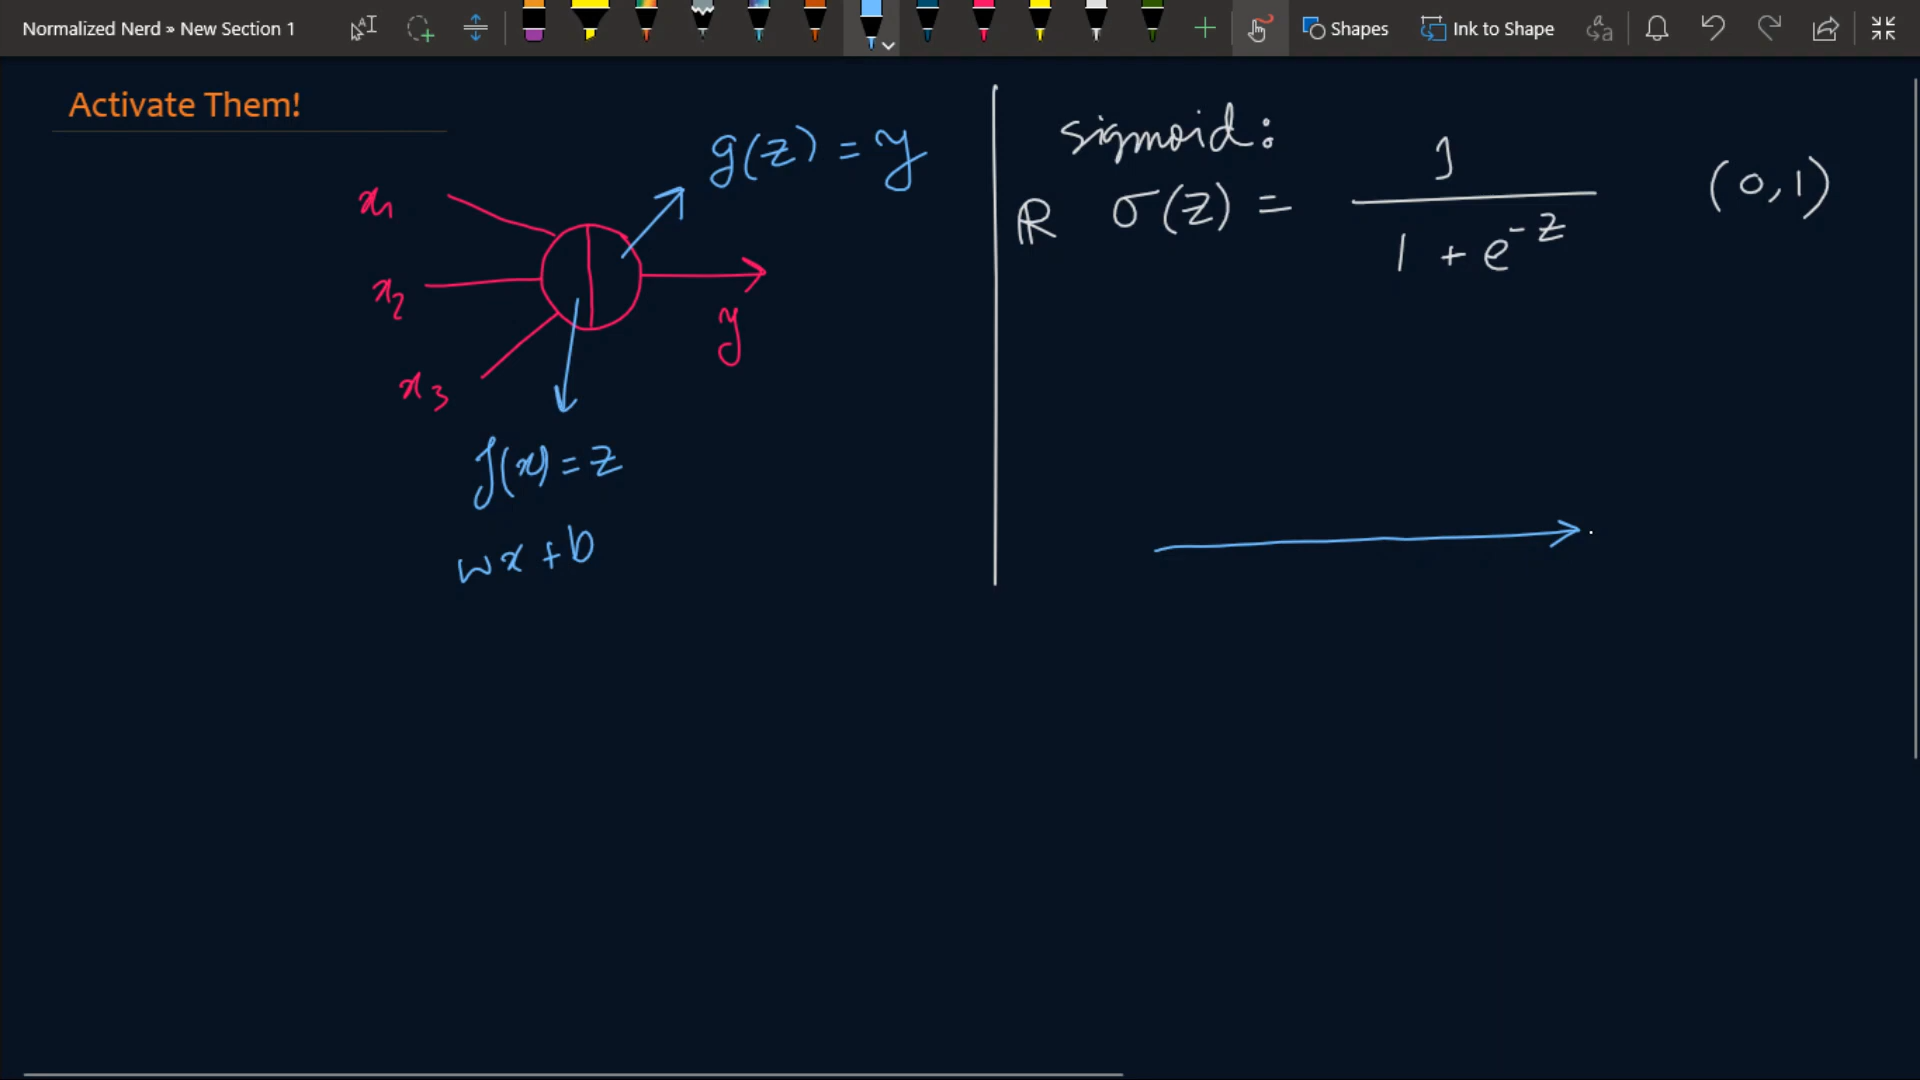 Normalized Nerd » New Section 1
Shapes
Ink to Shape
Activate Them!
x1
x2
x3
g(z) = y
y
f(x) = z
wx + b
sigmoid:
ℝ σ(z) = 1 / (1 + e^-z) (0,1)